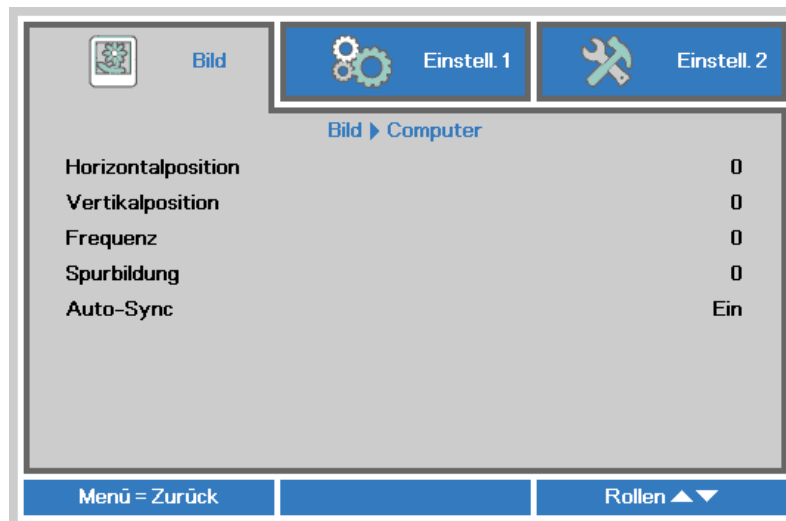 Bild
Einstell. 1
Einstell. 2
Bild ▶ Computer
Horizontalposition 0
Vertikalposition 0
Frequenz 0
Spurbildung 0
Auto-Sync Ein
Menü = Zurück
Rollen ▲▼